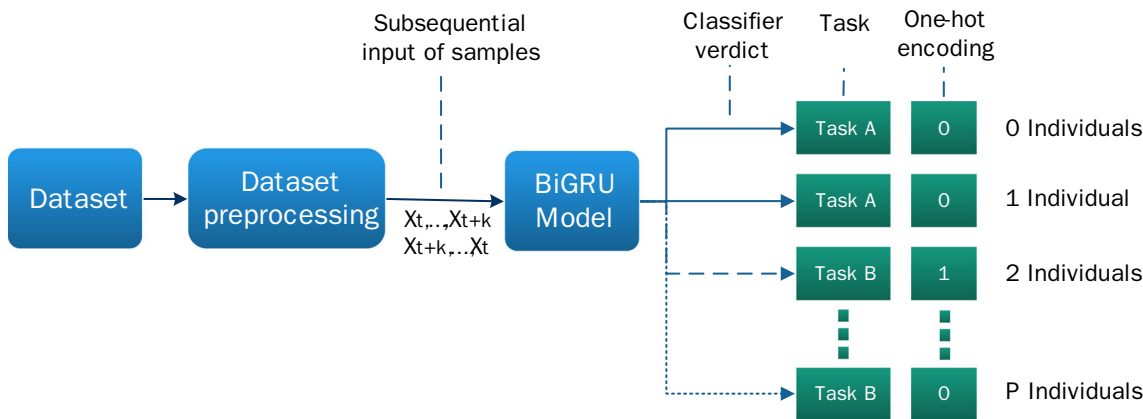 Subsequential
input of samples
Classifier
verdict
Task
One-hot
encoding
Dataset
Dataset
preprocessing
Xt,...,Xt+k
Xt+k,...,Xt
BiGRU
Model
Task A
0
0 Individuals
Task A
0
1 Individual
Task B
1
2 Individuals
Task B
0
P Individuals